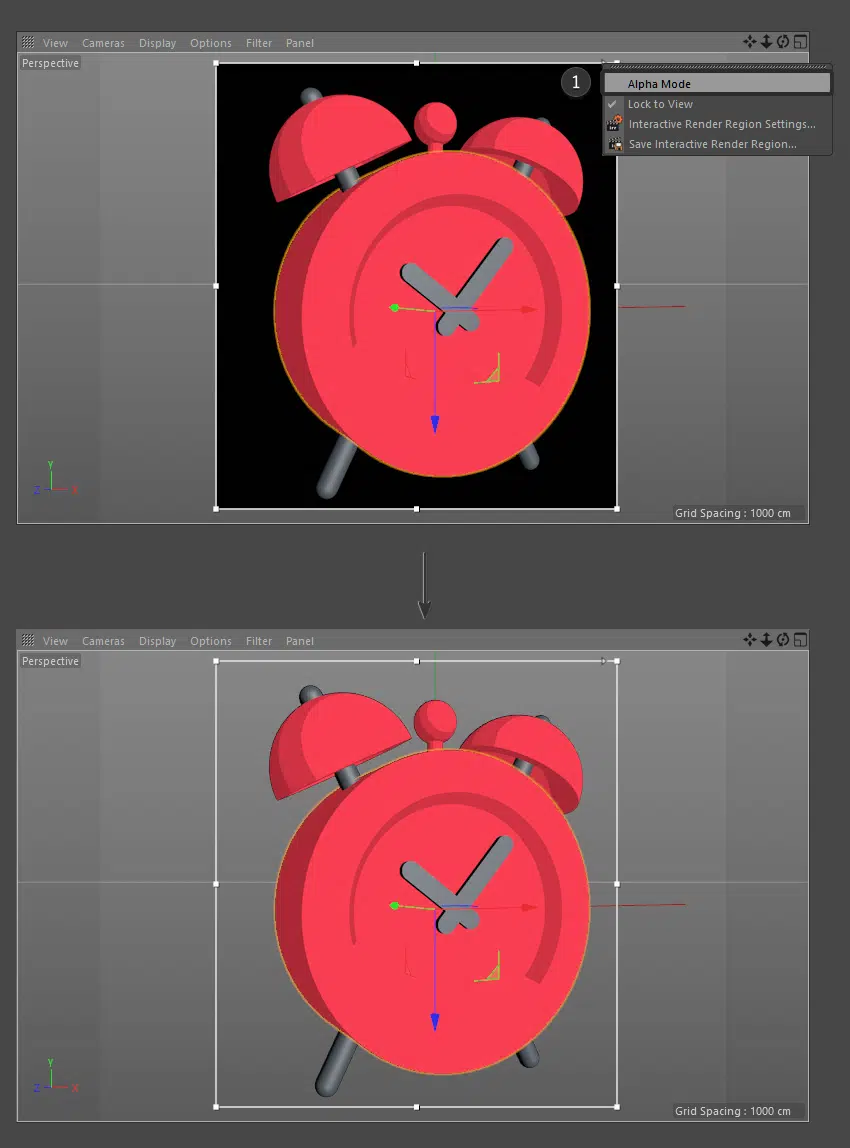 View Cameras Display Options Filter Panel
Perspective
1
Alpha Mode
Lock to View
Interactive Render Region Settings...
Save Interactive Render Region...
Y
Z X
Grid Spacing : 1000 cm
View Cameras Display Options Filter Panel
Perspective
Y
Z X
Grid Spacing : 1000 cm